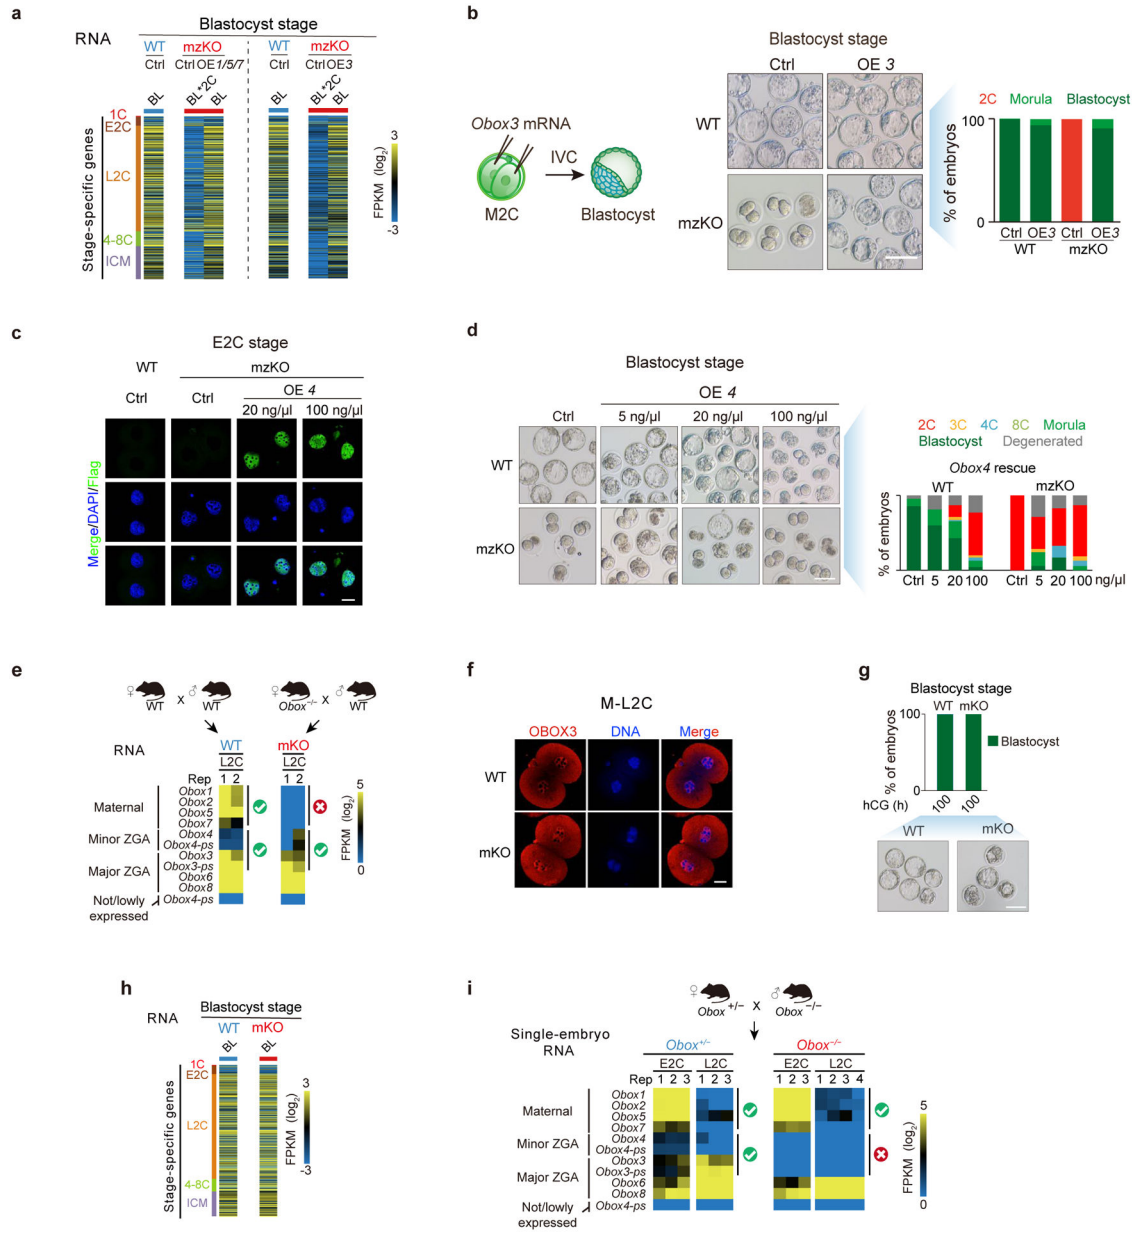 a
Blastocyst stage
RNA
WT
mzKO
WT
mzKO
Ctrl
Ctrl OE1/5/7
Ctrl
Ctrl OE3
BL
BL
*2C
BL
BL
BL
*2C
BL
1C
E2C
L2C
4-8C
ICM
Stage-specific genes
3
-3
FPKM (log2)
b
Blastocyst stage
Ctrl
OE 3
Obox3 mRNA
IVC
M2C
Blastocyst
WT
mzKO
2C Morula Blastocyst
100
0
% of embryos
Ctrl OE3 Ctrl OE3
WT mzKO
c
E2C stage
WT
mzKO
Ctrl
Ctrl
OE 4
20 ng/µl 100 ng/µl
Merge/DAPI/Flag
d
Blastocyst stage
OE 4
Ctrl
5 ng/µl
20 ng/µl
100 ng/µl
WT
mzKO
2C 3C 4C 8C Morula
Blastocyst Degenerated
Obox4 rescue
WT
mzKO
100
0
% of embryos
Ctrl 5 20 100 Ctrl 5 20 100 ng/µl
e
♀ WT X ♂ WT
♀ Obox−/− X ♂ WT
RNA
WT
mKO
L2C
L2C
Rep 1 2 1 2
Maternal
Obox1
Obox2
Obox5
Obox7
Minor ZGA
Obox4
Obox4-ps
Major ZGA
Obox3
Obox3-ps
Obox6
Obox8
Not/lowly
expressed
Obox4-ps
5
0
FPKM (log2)
f
M-L2C
OBOX3
DNA
Merge
WT
mKO
g
Blastocyst stage
WT mKO
100
0
% of embryos
Blastocyst
hCG (h)
100
100
WT
mKO
h
Blastocyst stage
RNA
WT
mKO
BL
BL
1C
E2C
L2C
4-8C
ICM
Stage-specific genes
3
-3
FPKM (log2)
i
♀ Obox+/− X ♂ Obox−/−
Single-embryo
RNA
Obox+/−
Obox−/−
E2C
L2C
E2C
L2C
Rep 1 2 3 1 2 3 1 2 3 1 2 3 4
Maternal
Obox1
Obox2
Obox5
Obox7
Minor ZGA
Obox4
Obox4-ps
Major ZGA
Obox3
Obox3-ps
Obox6
Obox8
Not/lowly
expressed
Obox4-ps
5
0
FPKM (log2)